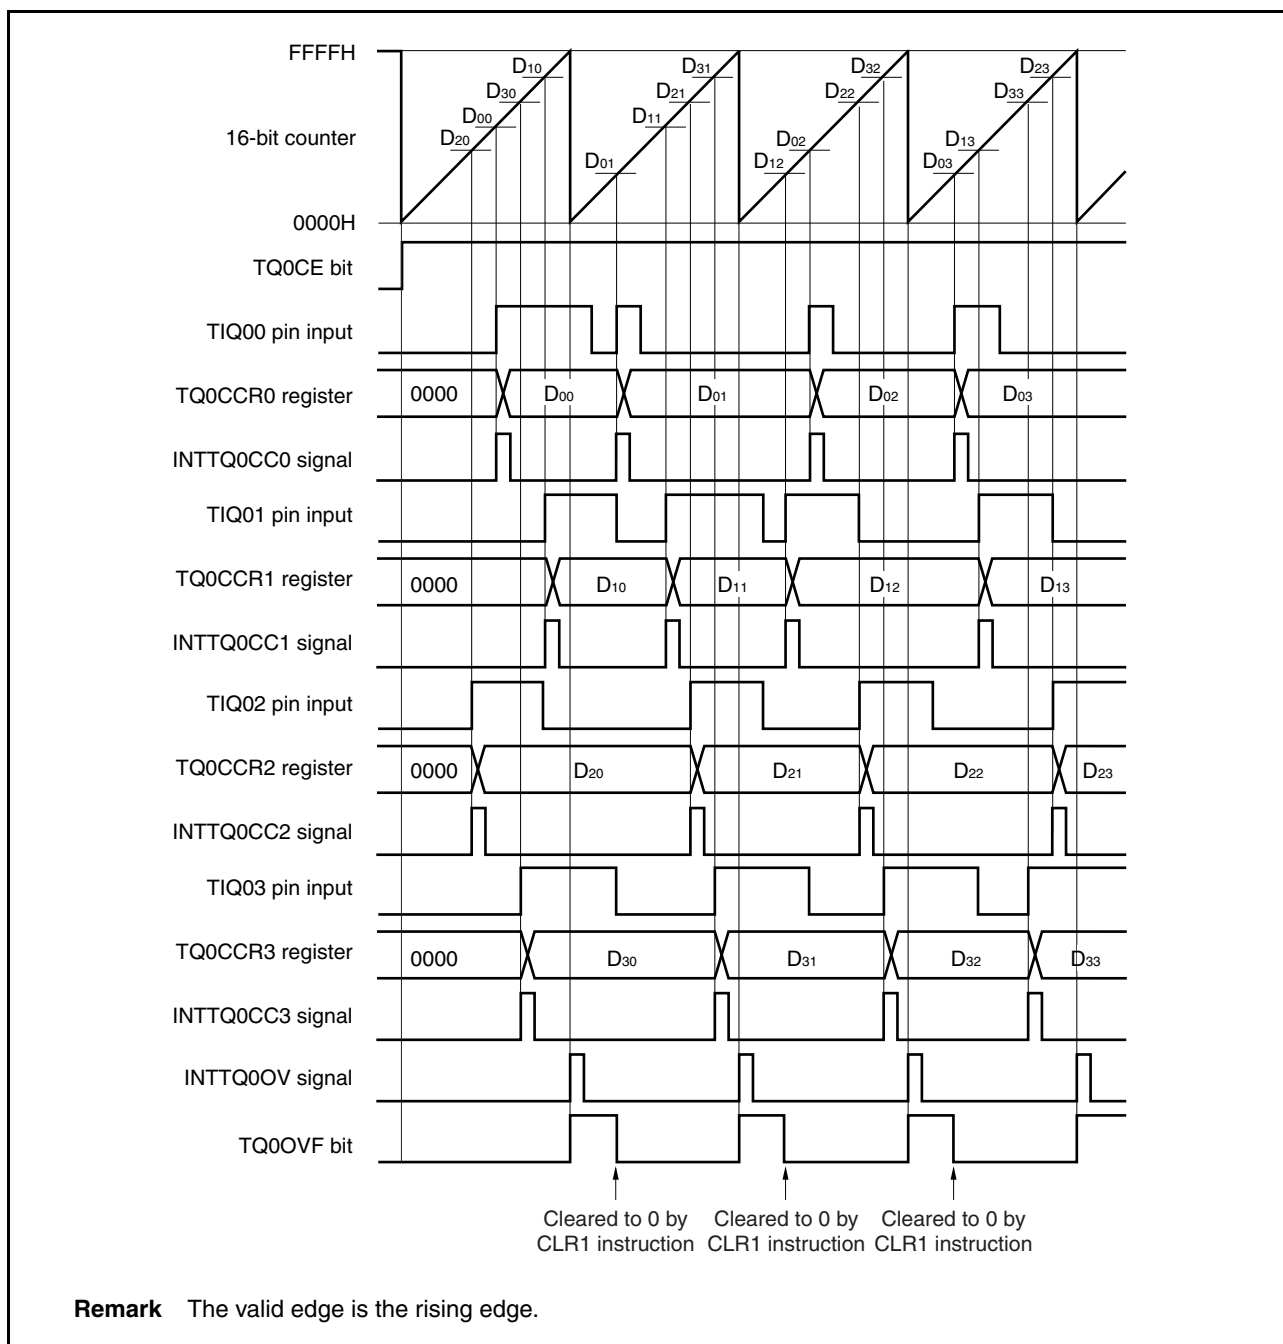 FFFFH
D10 D31 D32 D23
D30 D21 D22 D33
D00 D11
16-bit counter
D20 D02 D13
D01 D12 D03
0000H
TQ0CE bit
TIQ00 pin input
TQ0CCR0 register 0000 D00 D01 D02 D03
INTTQ0CC0 signal
TIQ01 pin input
TQ0CCR1 register 0000 D10 D11 D12 D13
INTTQ0CC1 signal
TIQ02 pin input
TQ0CCR2 register 0000 D20 D21 D22 D23
INTTQ0CC2 signal
TIQ03 pin input
TQ0CCR3 register 0000 D30 D31 D32 D33
INTTQ0CC3 signal
INTTQ0OV signal
TQ0OVF bit
Cleared to 0 by Cleared to 0 by Cleared to 0 by
CLR1 instruction CLR1 instruction CLR1 instruction
Remark The valid edge is the rising edge.